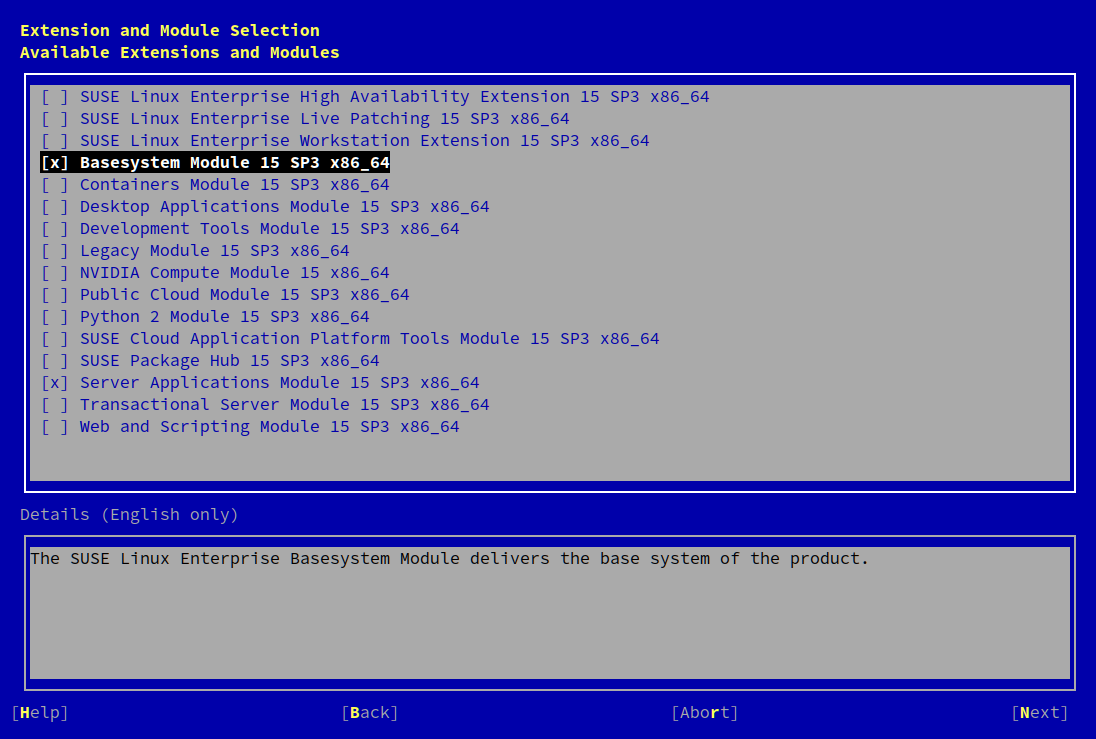 Extension and Module Selection
Available Extensions and Modules
[ ] SUSE Linux Enterprise High Availability Extension 15 SP3 x86_64
[ ] SUSE Linux Enterprise Live Patching 15 SP3 x86_64
[ ] SUSE Linux Enterprise Workstation Extension 15 SP3 x86_64
[x] Basesystem Module 15 SP3 x86_64
[ ] Containers Module 15 SP3 x86_64
[ ] Desktop Applications Module 15 SP3 x86_64
[ ] Development Tools Module 15 SP3 x86_64
[ ] Legacy Module 15 SP3 x86_64
[ ] NVIDIA Compute Module 15 x86_64
[ ] Public Cloud Module 15 SP3 x86_64
[ ] Python 2 Module 15 SP3 x86_64
[ ] SUSE Cloud Application Platform Tools Module 15 SP3 x86_64
[ ] SUSE Package Hub 15 SP3 x86_64
[x] Server Applications Module 15 SP3 x86_64
[ ] Transactional Server Module 15 SP3 x86_64
[ ] Web and Scripting Module 15 SP3 x86_64
Details (English only)
The SUSE Linux Enterprise Basesystem Module delivers the base system of the product.
[Help] [Back] [Abort] [Next]